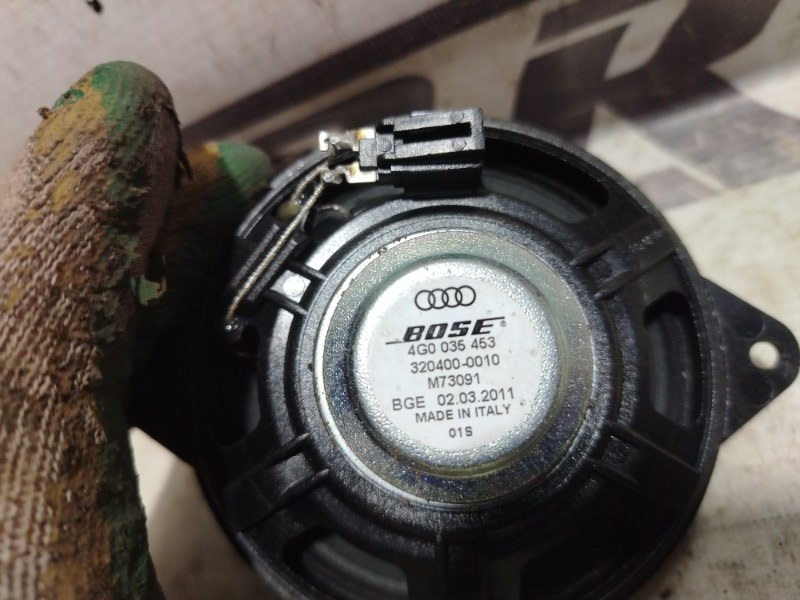 BOSE®
4G0 035 453
320400-0010
M73091
BGE 02.03.2011
MADE IN ITALY
01S